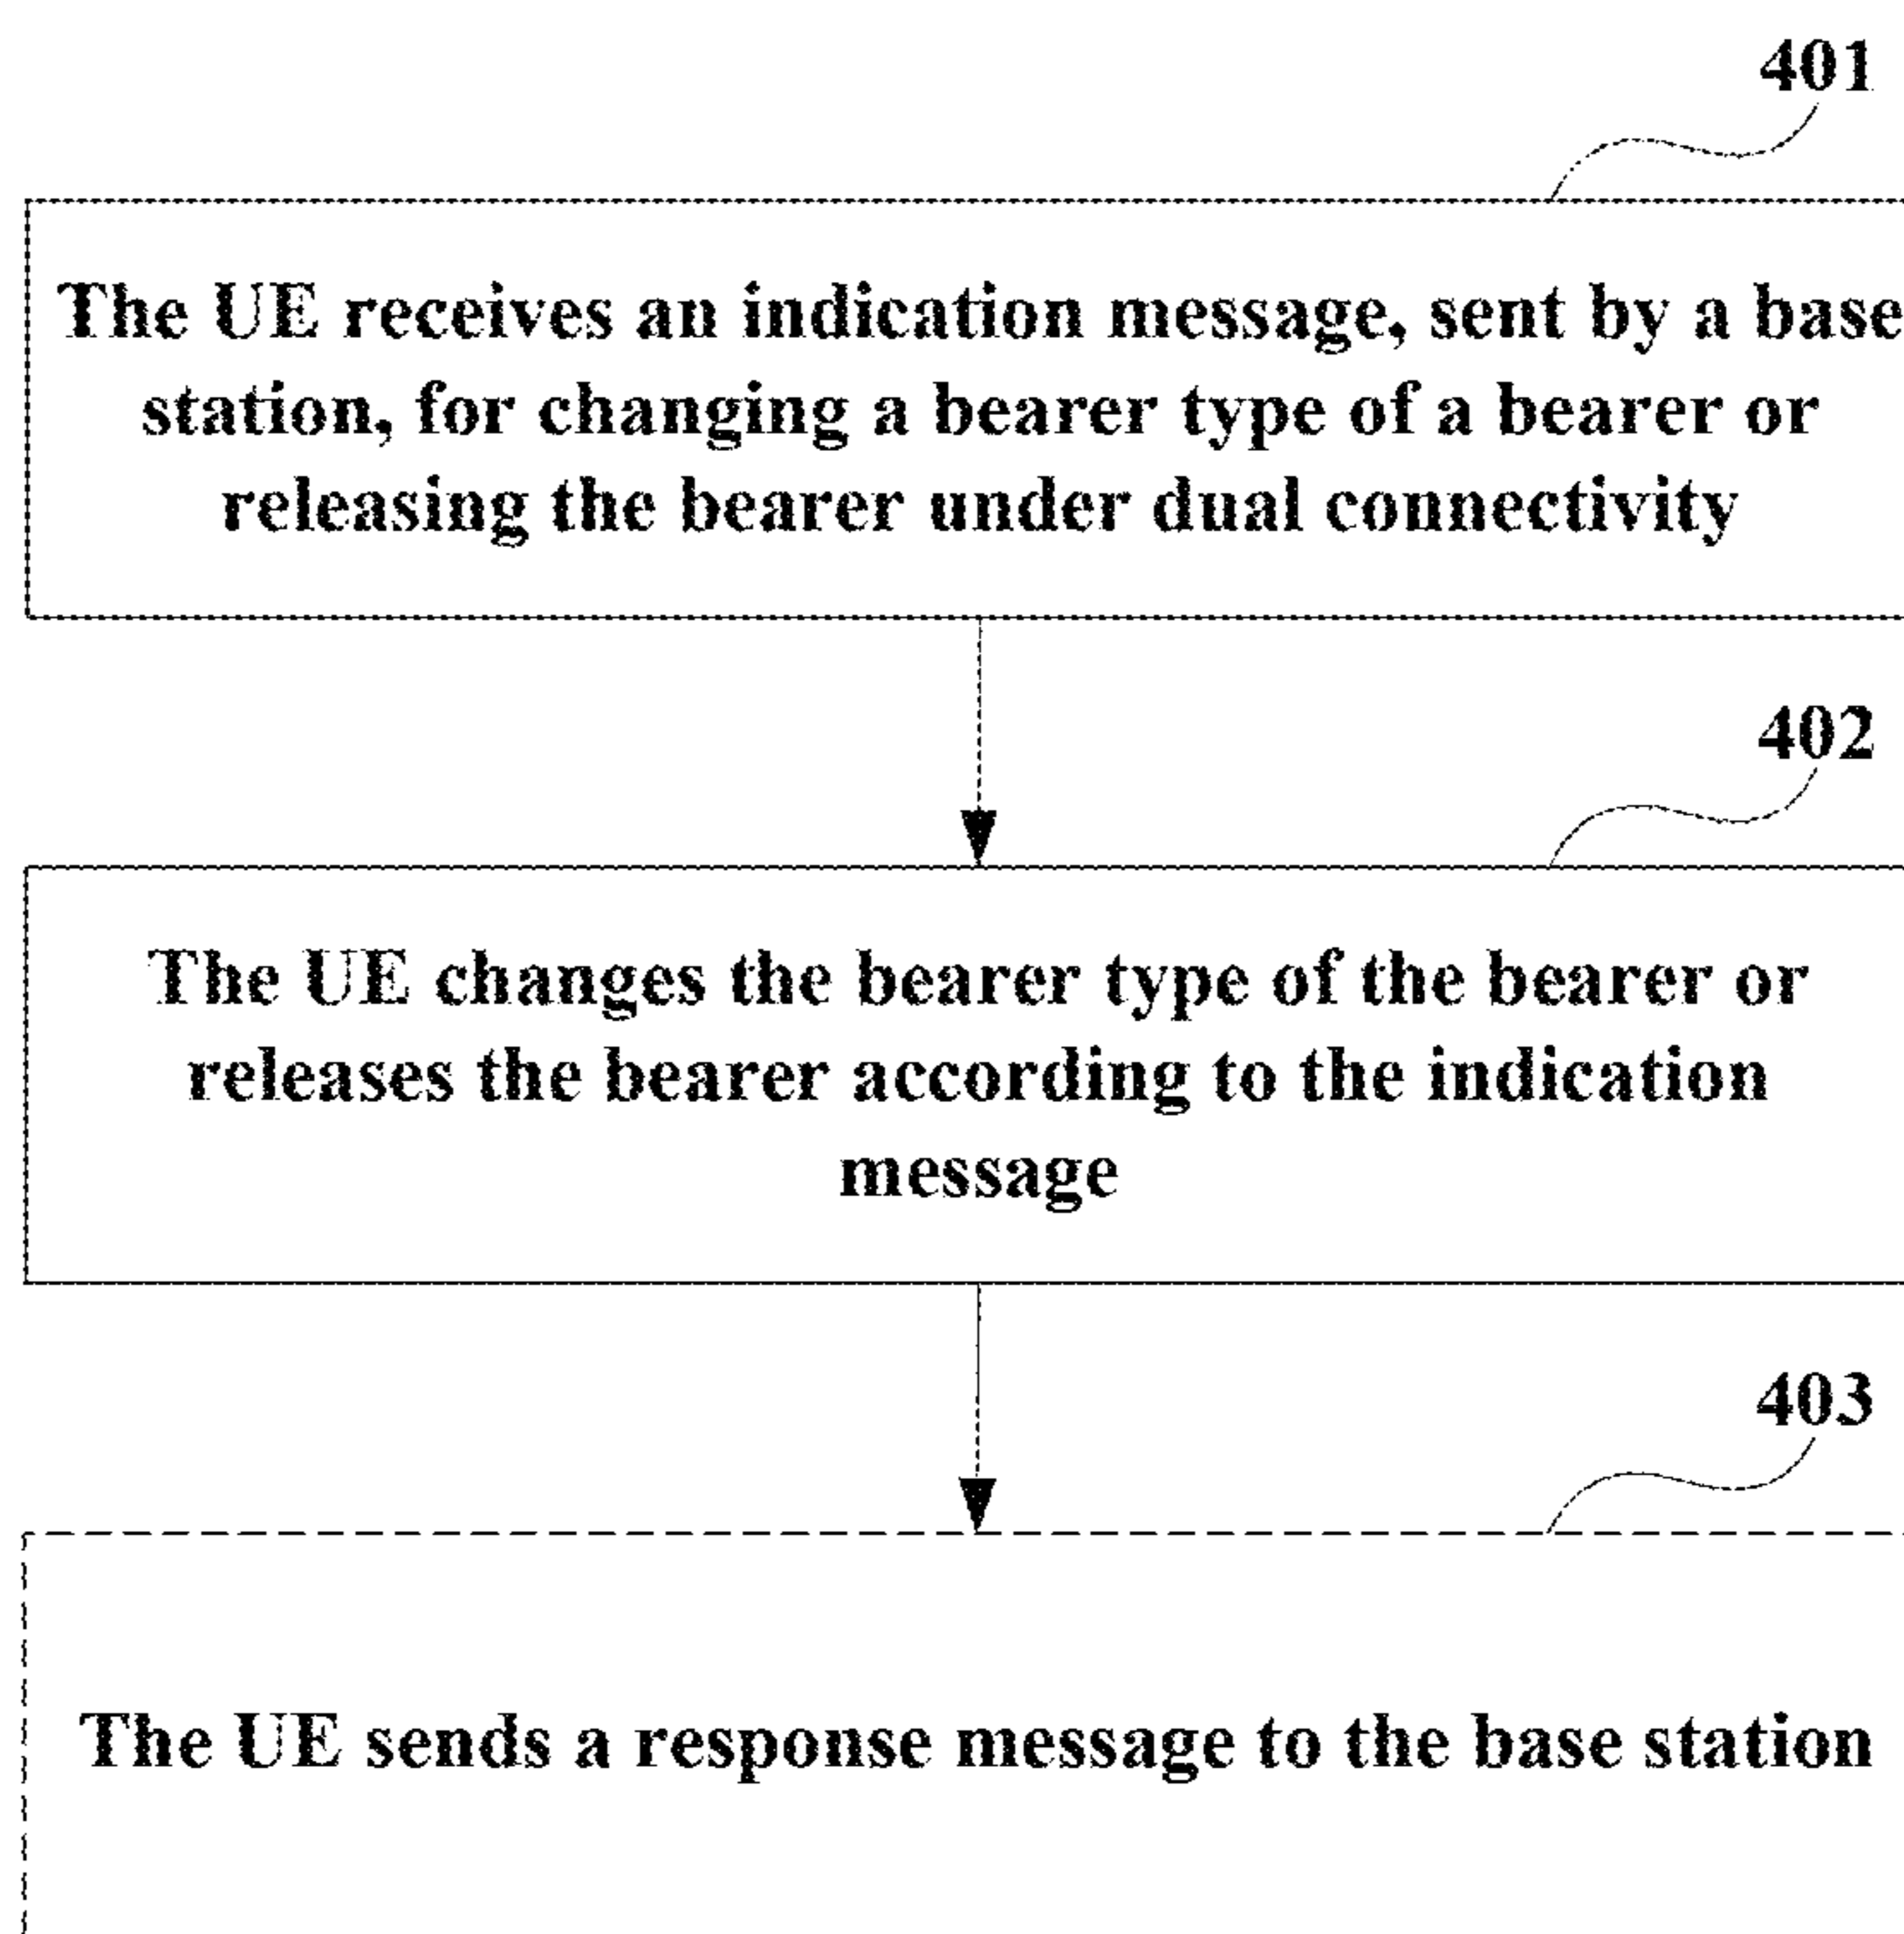 401
The UE receives an indication message, sent by a base
station, for changing a bearer type of a bearer or
releasing the bearer under dual connectivity
402
The UE changes the bearer type of the bearer or
releases the bearer according to the indication
message
403
The UE sends a response message to the base station